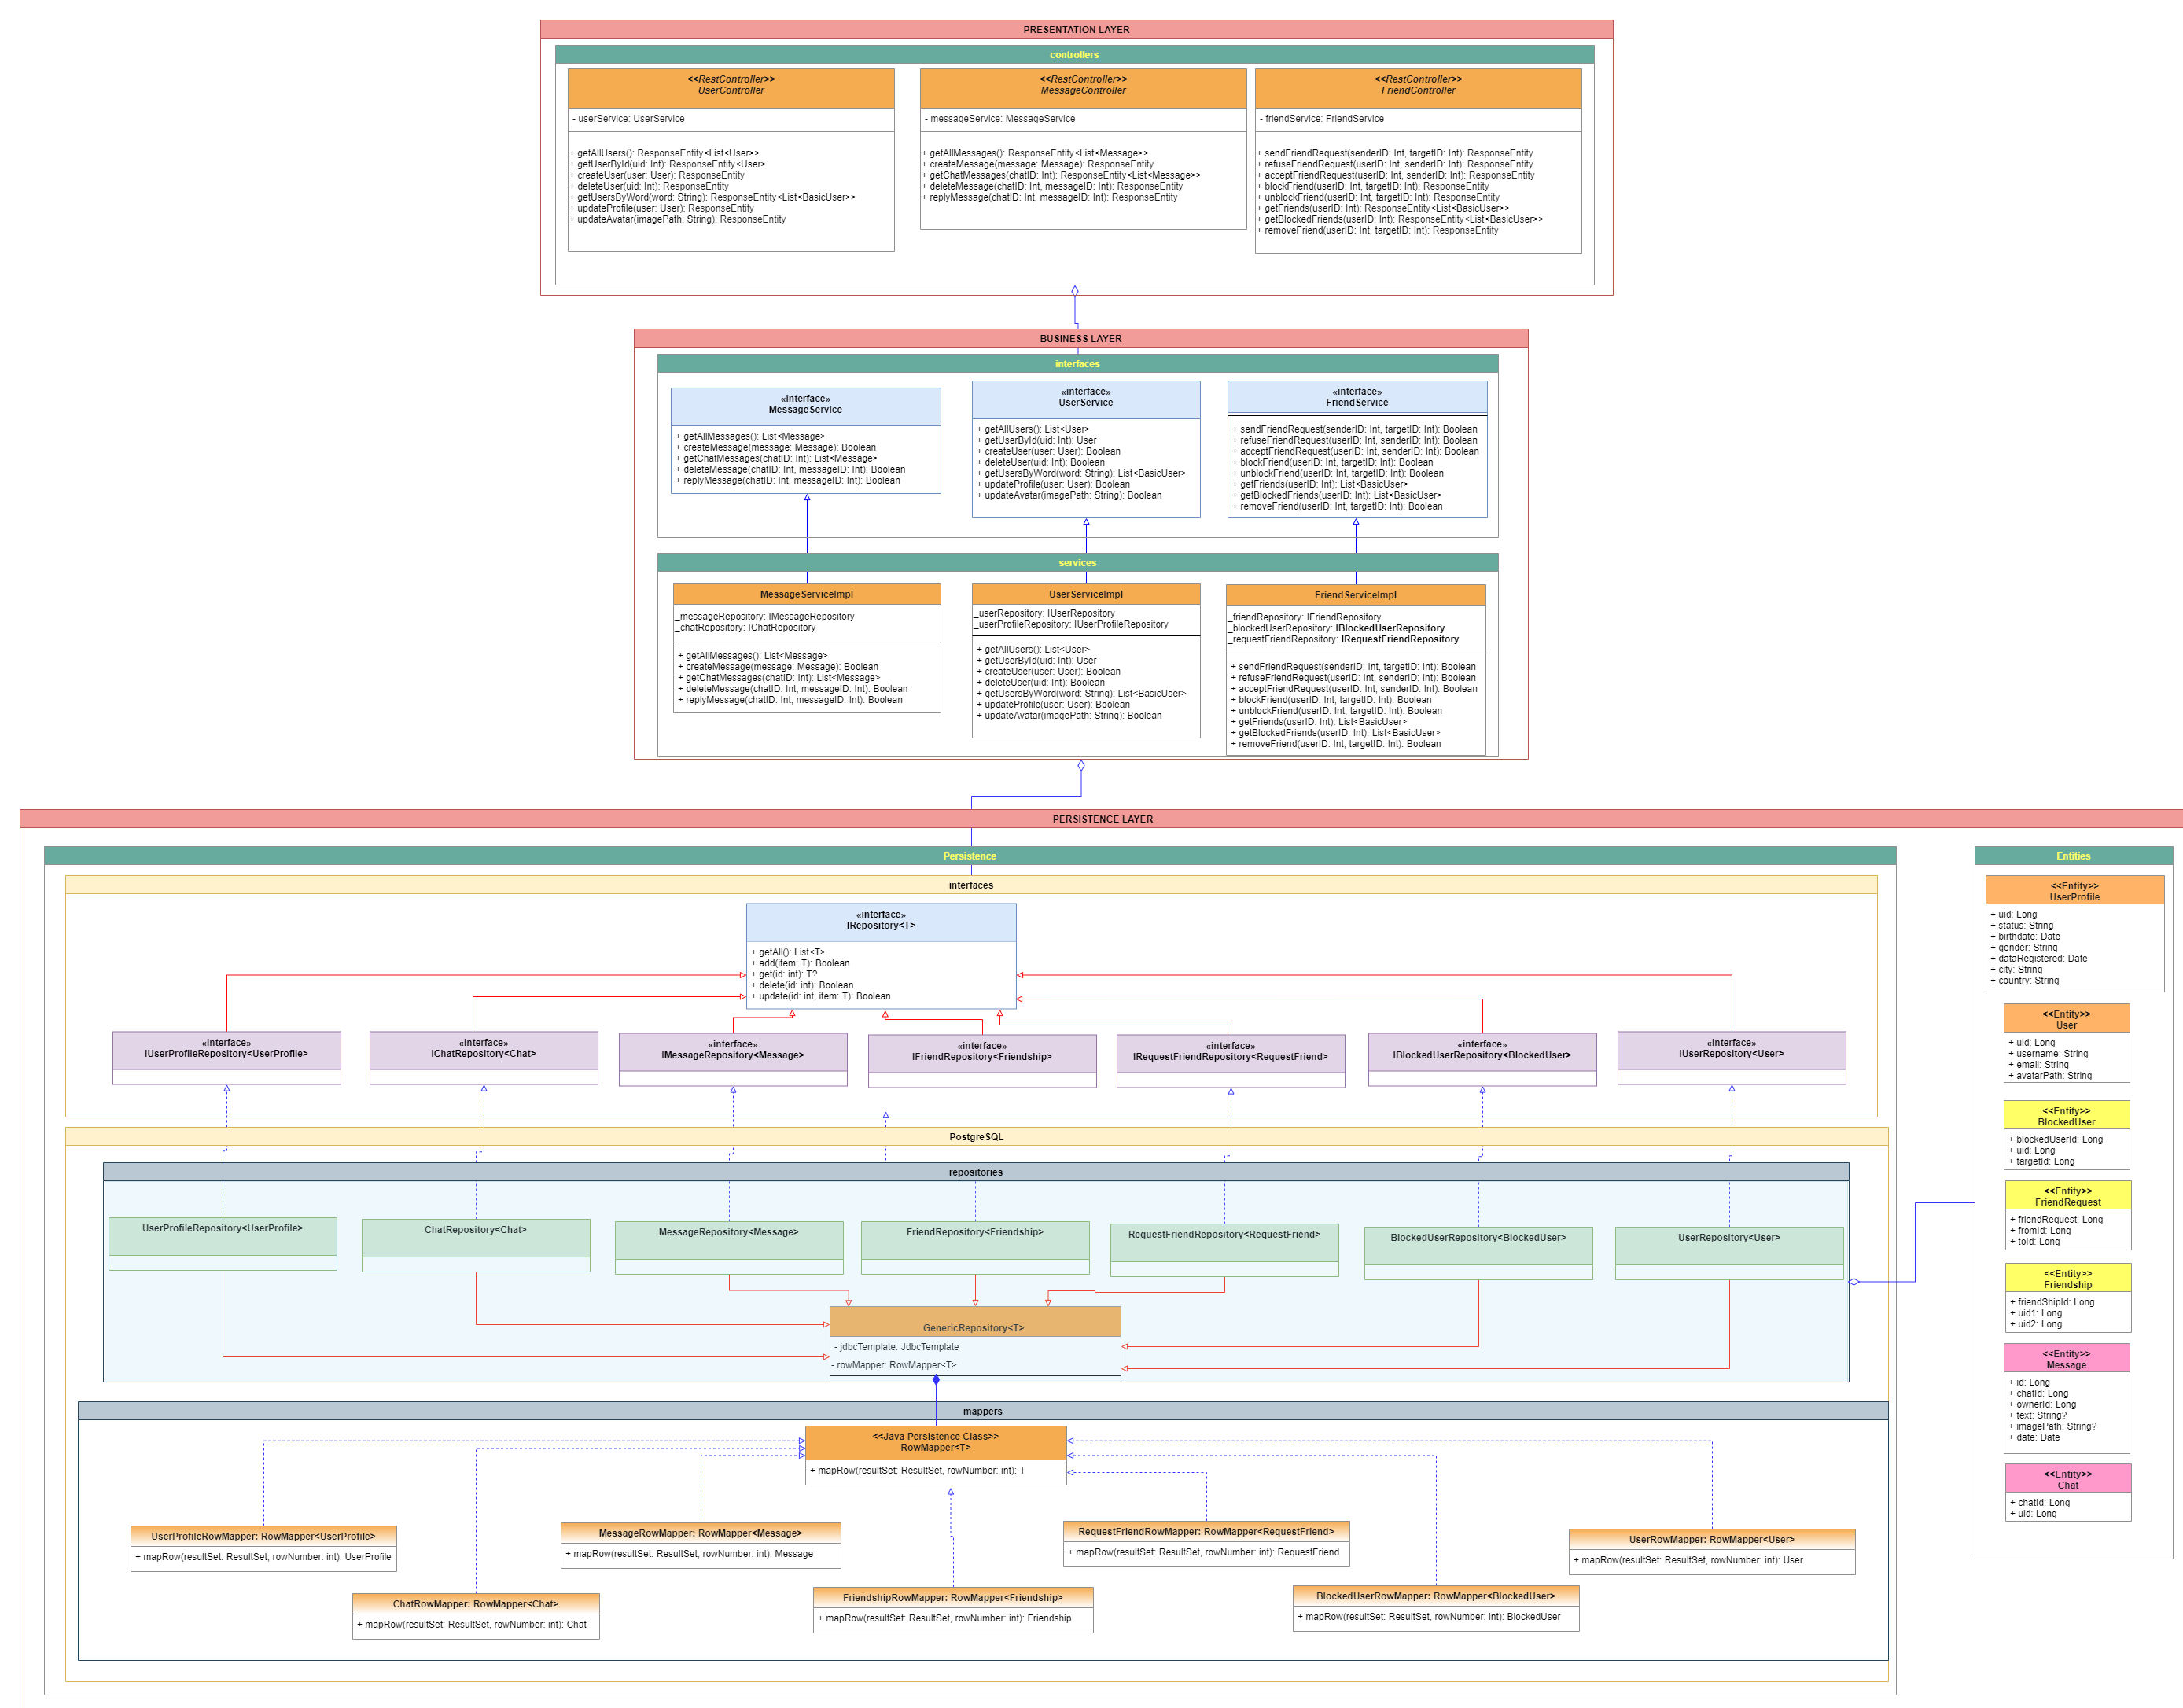 PRESENTATION LAYER
controllers
<<RestController>>
UserController
- userService: UserService
+ getAllUsers(): ResponseEntity<List<User>>
+ getUserById(uid: Int): ResponseEntity<User>
+ createUser(user: User): ResponseEntity
+ deleteUser(uid: Int): ResponseEntity
+ getUsersByWord(word: String): ResponseEntity<List<BasicUser>>
+ updateProfile(user: User): ResponseEntity
+ updateAvatar(imagePath: String): ResponseEntity
<<RestController>>
MessageController
- messageService: MessageService
+ getAllMessages(): ResponseEntity<List<Message>>
+ createMessage(message: Message): ResponseEntity
+ getChatMessages(chatID: Int): ResponseEntity<List<Message>>
+ deleteMessage(chatID: Int, messageID: Int): ResponseEntity
+ replyMessage(chatID: Int, messageID: Int): ResponseEntity
<<RestController>>
FriendController
- friendService: FriendService
+ sendFriendRequest(senderID: Int, targetID: Int): ResponseEntity
+ refuseFriendRequest(userID: Int, senderID: Int): ResponseEntity
+ acceptFriendRequest(userID: Int, senderID: Int): ResponseEntity
+ blockFriend(userID: Int, targetID: Int): ResponseEntity
+ unblockFriend(userID: Int, targetID: Int): ResponseEntity
+ getFriends(userID: Int): ResponseEntity<List<BasicUser>>
+ getBlockedFriends(userID: Int): ResponseEntity<List<BasicUser>>
+ removeFriend(userID: Int, targetID: Int): ResponseEntity
BUSINESS LAYER
interfaces
«interface»
MessageService
+ getAllMessages(): List<Message>
+ createMessage(message: Message): Boolean
+ getChatMessages(chatID: Int): List<Message>
+ deleteMessage(chatID: Int, messageID: Int): Boolean
+ replyMessage(chatID: Int, messageID: Int): Boolean
«interface»
UserService
+ getAllUsers(): List<User>
+ getUserById(uid: Int): User
+ createUser(user: User): Boolean
+ deleteUser(uid: Int): Boolean
+ getUsersByWord(word: String): List<BasicUser>
+ updateProfile(user: User): Boolean
+ updateAvatar(imagePath: String): Boolean
«interface»
FriendService
+ sendFriendRequest(senderID: Int, targetID: Int): Boolean
+ refuseFriendRequest(userID: Int, senderID: Int): Boolean
+ acceptFriendRequest(userID: Int, senderID: Int): Boolean
+ blockFriend(userID: Int, targetID: Int): Boolean
+ unblockFriend(userID: Int, targetID: Int): Boolean
+ getFriends(userID: Int): List<BasicUser>
+ getBlockedFriends(userID: Int): List<BasicUser>
+ removeFriend(userID: Int, targetID: Int): Boolean
services
MessageServiceImpl
_messageRepository: IMessageRepository
_chatRepository: IChatRepository
+ getAllMessages(): List<Message>
+ createMessage(message: Message): Boolean
+ getChatMessages(chatID: Int): List<Message>
+ deleteMessage(chatID: Int, messageID: Int): Boolean
+ replyMessage(chatID: Int, messageID: Int): Boolean
UserServiceImpl
_userRepository: IUserRepository
_userProfileRepository: IUserProfileRepository
+ getAllUsers(): List<User>
+ getUserById(uid: Int): User
+ createUser(user: User): Boolean
+ deleteUser(uid: Int): Boolean
+ getUsersByWord(word: String): List<BasicUser>
+ updateProfile(user: User): Boolean
+ updateAvatar(imagePath: String): Boolean
FriendServiceImpl
_friendRepository: IFriendRepository
_blockedUserRepository: IBlockedUserRepository
_requestFriendRepository: IRequestFriendRepository
+ sendFriendRequest(senderID: Int, targetID: Int): Boolean
+ refuseFriendRequest(userID: Int, senderID: Int): Boolean
+ acceptFriendRequest(userID: Int, senderID: Int): Boolean
+ blockFriend(userID: Int, targetID: Int): Boolean
+ unblockFriend(userID: Int, targetID: Int): Boolean
+ getFriends(userID: Int): List<BasicUser>
+ getBlockedFriends(userID: Int): List<BasicUser>
+ removeFriend(userID: Int, targetID: Int): Boolean
PERSISTENCE LAYER
Persistence
interfaces
«interface»
IRepository<T>
+ getAll(): List<T>
+ add(item: T): Boolean
+ get(id: int): T?
+ delete(id: int): Boolean
+ update(id: int, item: T): Boolean
«interface»
IUserProfileRepository<UserProfile>
«interface»
IChatRepository<Chat>
«interface»
IMessageRepository<Message>
«interface»
IFriendRepository<Friendship>
«interface»
IRequestFriendRepository<RequestFriend>
«interface»
IBlockedUserRepository<BlockedUser>
«interface»
IUserRepository<User>
PostgreSQL
repositories
UserProfileRepository<UserProfile>
ChatRepository<Chat>
MessageRepository<Message>
FriendRepository<Friendship>
RequestFriendRepository<RequestFriend>
BlockedUserRepository<BlockedUser>
UserRepository<User>
GenericRepository<T>
- jdbcTemplate: JdbcTemplate
- rowMapper: RowMapper<T>
mappers
<<Java Persistence Class>>
RowMapper<T>
+ mapRow(resultSet: ResultSet, rowNumber: int): T
UserProfileRowMapper: RowMapper<UserProfile>
+ mapRow(resultSet: ResultSet, rowNumber: int): UserProfile
MessageRowMapper: RowMapper<Message>
+ mapRow(resultSet: ResultSet, rowNumber: int): Message
RequestFriendRowMapper: RowMapper<RequestFriend>
+ mapRow(resultSet: ResultSet, rowNumber: int): RequestFriend
UserRowMapper: RowMapper<User>
+ mapRow(resultSet: ResultSet, rowNumber: int): User
ChatRowMapper: RowMapper<Chat>
+ mapRow(resultSet: ResultSet, rowNumber: int): Chat
FriendshipRowMapper: RowMapper<Friendship>
+ mapRow(resultSet: ResultSet, rowNumber: int): Friendship
BlockedUserRowMapper: RowMapper<BlockedUser>
+ mapRow(resultSet: ResultSet, rowNumber: int): BlockedUser
Entities
<<Entity>>
UserProfile
+ uid: Long
+ status: String
+ birthdate: Date
+ gender: String
+ dataRegistered: Date
+ city: String
+ country: String
<<Entity>>
User
+ uid: Long
+ username: String
+ email: String
+ avatarPath: String
<<Entity>>
BlockedUser
+ blockedUserId: Long
+ uid: Long
+ targetId: Long
<<Entity>>
FriendRequest
+ friendRequest: Long
+ fromId: Long
+ toId: Long
<<Entity>>
Friendship
+ friendShipId: Long
+ uid1: Long
+ uid2: Long
<<Entity>>
Message
+ id: Long
+ chatId: Long
+ ownerId: Long
+ text: String?
+ imagePath: String?
+ date: Date
<<Entity>>
Chat
+ chatId: Long
+ uid: Long